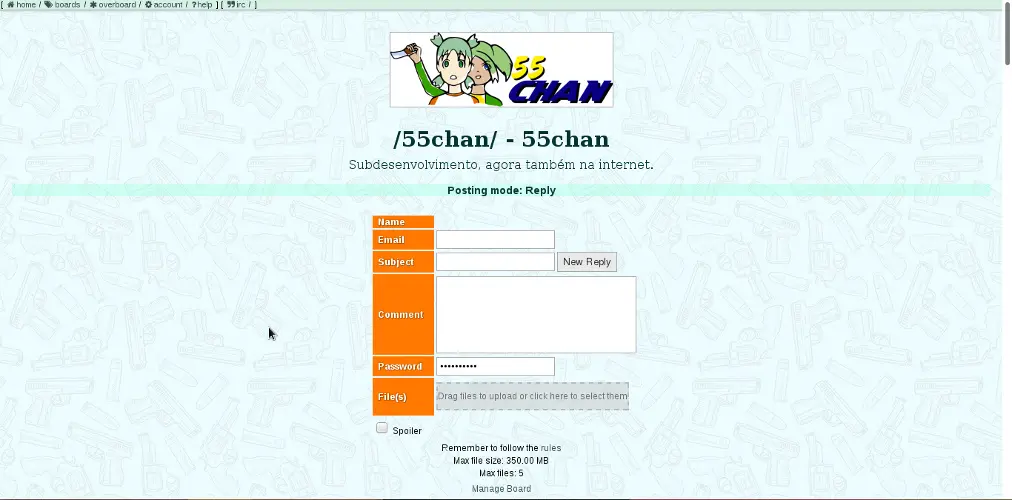 [ home / boards / overboard / account / ? help ] [ irc / ]
55
CHAN
/55chan/ - 55chan
Subdesenvolvimento, agora também na internet.
Posting mode: Reply
Name
Email
Subject
New Reply
Comment
Password
••••••••••
File(s)
Drag files to upload or click here to select them
Spoiler
Remember to follow the rules
Max file size: 350.00 MB
Max files: 5
Manage Board